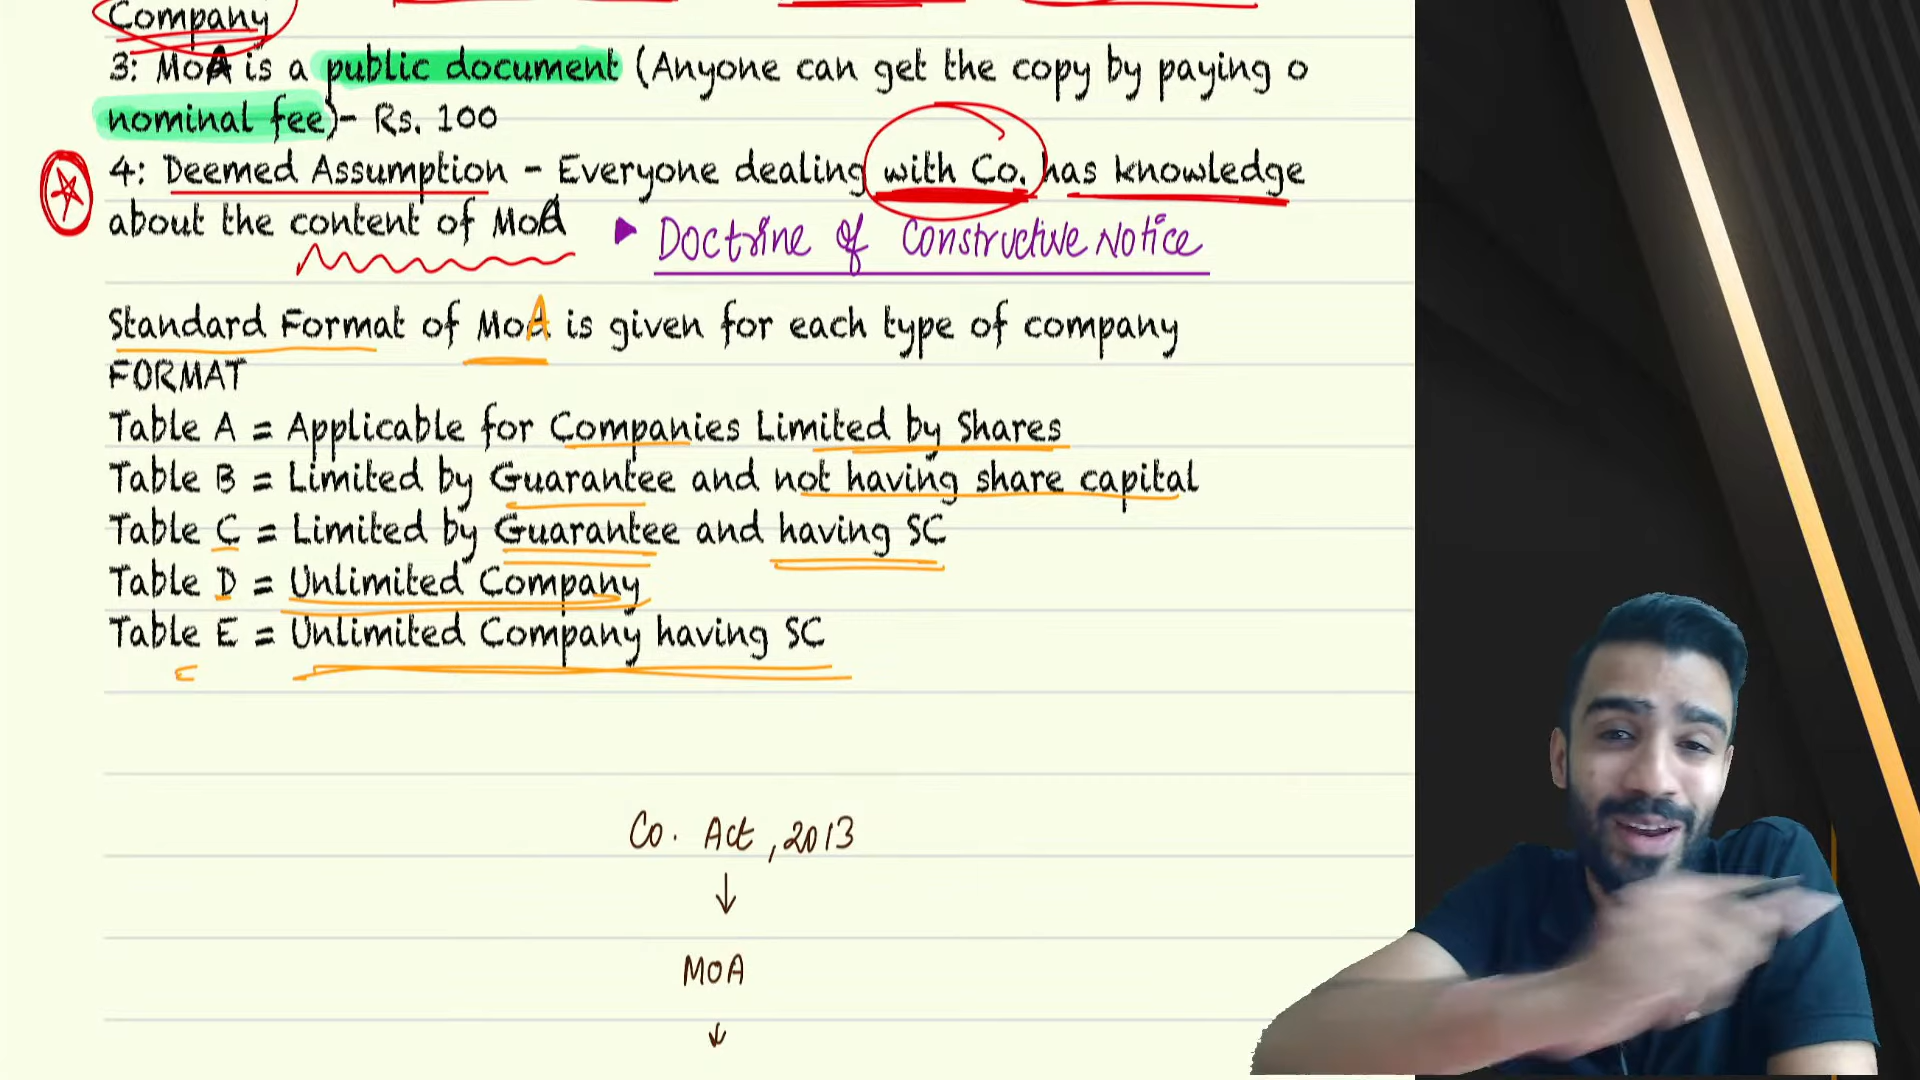 Company
3: MoA is a public document (Anyone can get the copy by paying o
nominal fee)- Rs. 100
4: Deemed Assumption - Everyone dealing with Co. has knowledge
about the content of MoA
▶ Doctrine of Constructive Notice
Standard Format of MoA is given for each type of company
FORMAT
Table A = Applicable for Companies Limited by Shares
Table B = Limited by Guarantee and not having share capital
Table C = Limited by Guarantee and having SC
Table D = Unlimited Company
Table E = Unlimited Company having SC
Co. Act, 2013
↓
MOA
↓